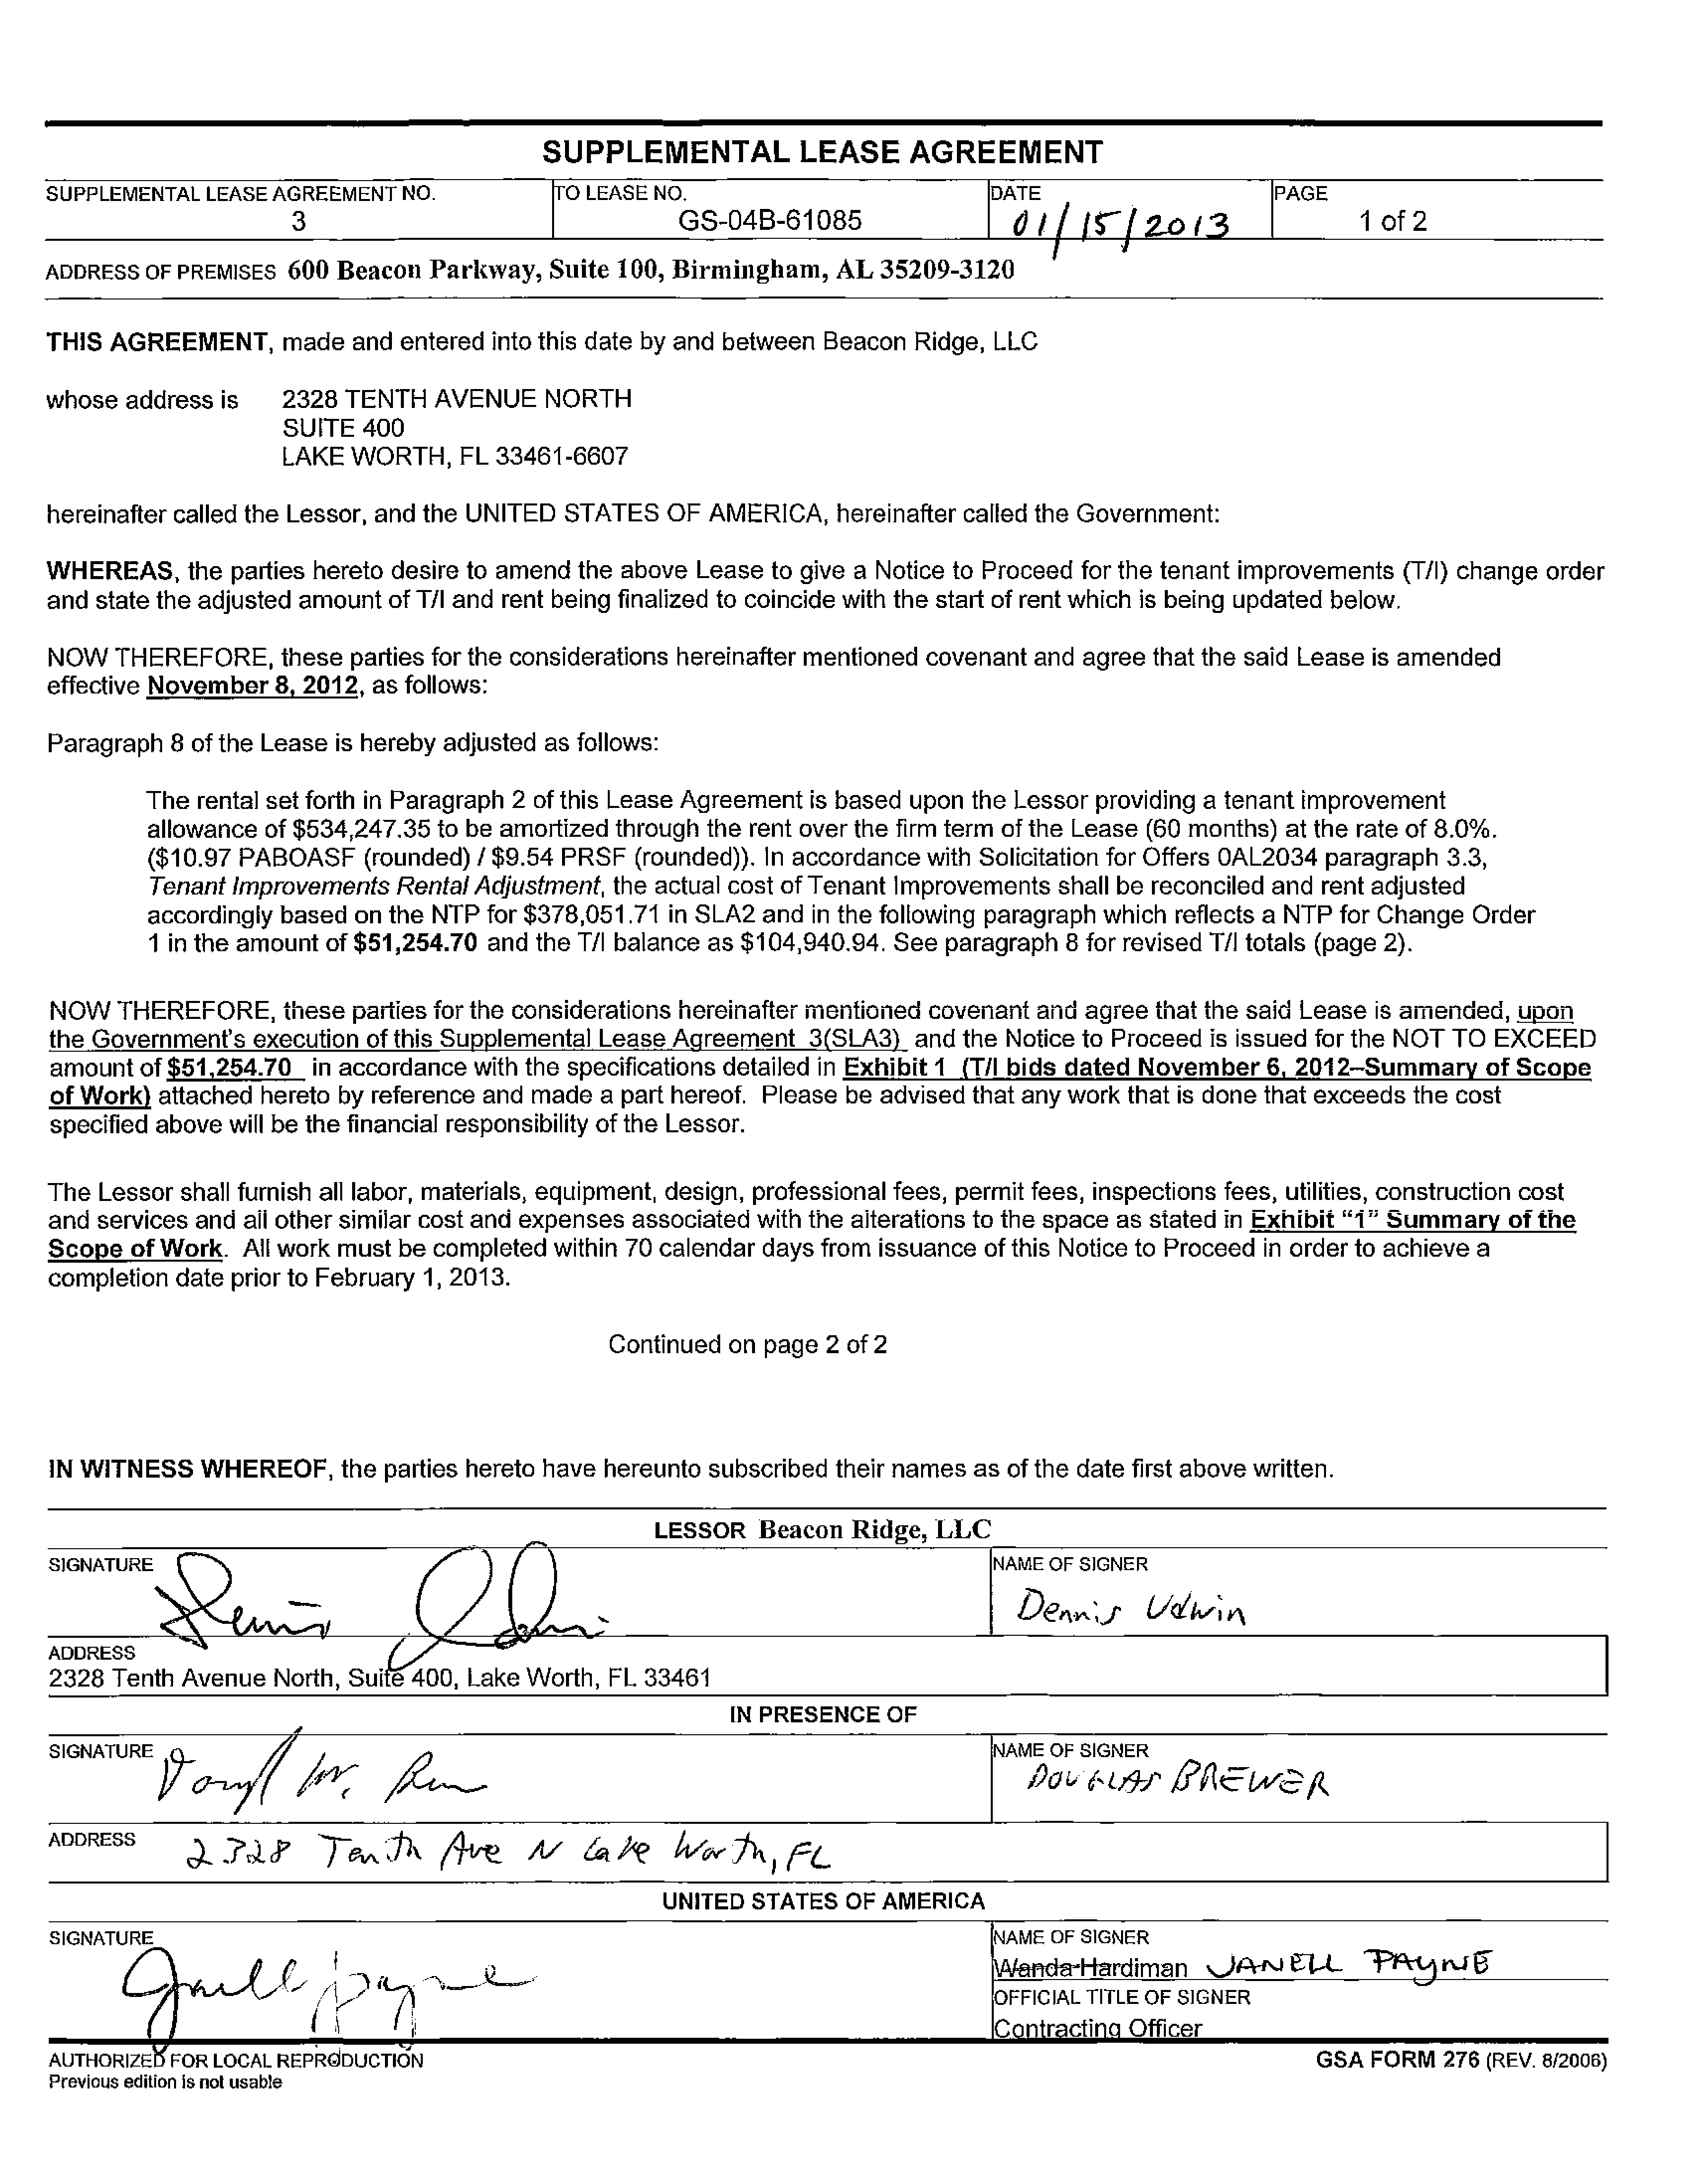 SUPPLEMENTAL LEASE AGREEMENT
SUPPLEMENTAL LEASE AGREEMENT NO.
3
TO LEASE NO.
GS-04B-61085
DATE
01/15/2013
PAGE
1 of 2
ADDRESS OF PREMISES 600 Beacon Parkway, Suite 100, Birmingham, AL 35209-3120
THIS AGREEMENT, made and entered into this date by and between Beacon Ridge, LLC
whose address is 2328 TENTH AVENUE NORTH
SUITE 400
LAKE WORTH, FL 33461-6607
hereinafter called the Lessor, and the UNITED STATES OF AMERICA, hereinafter called the Government:
WHEREAS, the parties hereto desire to amend the above Lease to give a Notice to Proceed for the tenant improvements (T/I) change order
and state the adjusted amount of T/I and rent being finalized to coincide with the start of rent which is being updated below.
NOW THEREFORE, these parties for the considerations hereinafter mentioned covenant and agree that the said Lease is amended
effective November 8, 2012, as follows:
Paragraph 8 of the Lease is hereby adjusted as follows:
The rental set forth in Paragraph 2 of this Lease Agreement is based upon the Lessor providing a tenant improvement
allowance of $534,247.35 to be amortized through the rent over the firm term of the Lease (60 months) at the rate of 8.0%.
($10.97 PABOASF (rounded) / $9.54 PRSF (rounded)). In accordance with Solicitation for Offers 0AL2034 paragraph 3.3,
Tenant Improvements Rental Adjustment, the actual cost of Tenant Improvements shall be reconciled and rent adjusted
accordingly based on the NTP for $378,051.71 in SLA2 and in the following paragraph which reflects a NTP for Change Order
1 in the amount of $51,254.70 and the T/I balance as $104,940.94. See paragraph 8 for revised T/I totals (page 2).
NOW THEREFORE, these parties for the considerations hereinafter mentioned covenant and agree that the said Lease is amended, upon
the Government's execution of this Supplemental Lease Agreement 3(SLA3) and the Notice to Proceed is issued for the NOT TO EXCEED
amount of $51,254.70 in accordance with the specifications detailed in Exhibit 1 (T/I bids dated November 6, 2012–Summary of Scope
of Work) attached hereto by reference and made a part hereof. Please be advised that any work that is done that exceeds the cost
specified above will be the financial responsibility of the Lessor.
The Lessor shall furnish all labor, materials, equipment, design, professional fees, permit fees, inspections fees, utilities, construction cost
and services and all other similar cost and expenses associated with the alterations to the space as stated in Exhibit "1" Summary of the
Scope of Work. All work must be completed within 70 calendar days from issuance of this Notice to Proceed in order to achieve a
completion date prior to February 1, 2013.
Continued on page 2 of 2
IN WITNESS WHEREOF, the parties hereto have hereunto subscribed their names as of the date first above written.
LESSOR Beacon Ridge, LLC
SIGNATURE
NAME OF SIGNER
Dennis Udwin
ADDRESS
2328 Tenth Avenue North, Suite 400, Lake Worth, FL 33461
IN PRESENCE OF
SIGNATURE
NAME OF SIGNER
DOUGLAS BREWER
ADDRESS 2328 Tenth Ave N Lake Worth, FL
UNITED STATES OF AMERICA
SIGNATURE
Janell Payne
NAME OF SIGNER
Wanda Hardiman JANELL PAYNE
OFFICIAL TITLE OF SIGNER
Contracting Officer
AUTHORIZED FOR LOCAL REPRODUCTION
Previous edition is not usable
GSA FORM 276 (REV. 8/2006)